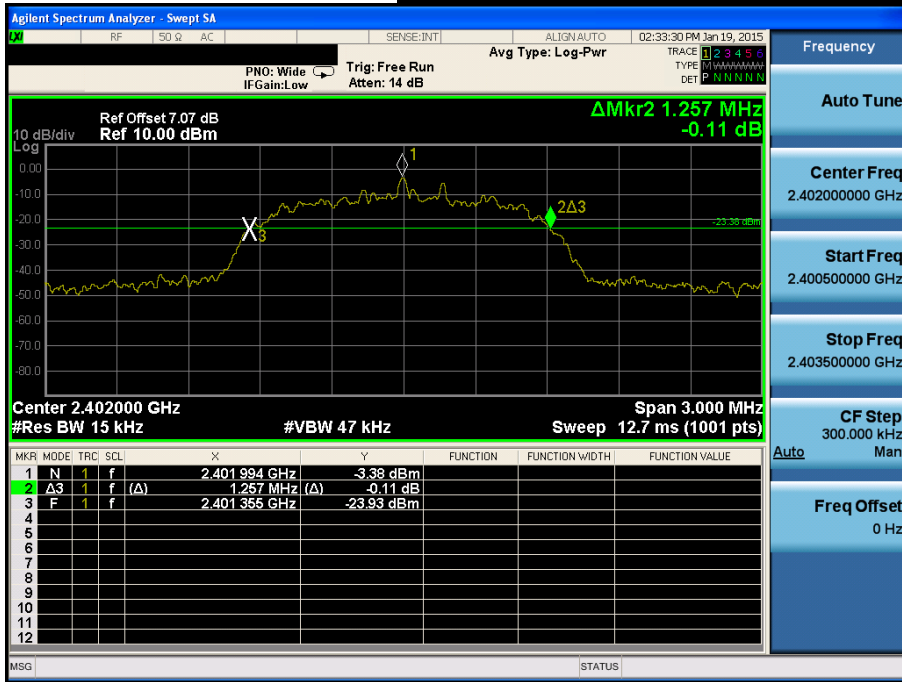 Agilent Spectrum Analyzer - Swept SA
LXI RF 50 Ω AC SENSE:INT ALIGN AUTO 02:33:30 PM Jan 19, 2015
Frequency
Avg Type: Log-Pwr
TRACE 1 2 3 4 5 6
PNO: Wide Trig: Free Run
TYPE M WWWWW
IFGain:Low Atten: 14 dB
DET P N N N N N
Auto Tune
ΔMkr2 1.257 MHz
-0.11 dB
Ref Offset 7.07 dB
10 dB/div Ref 10.00 dBm
Log
1
0.00
-10.0
-20.0
-30.0
-40.0
-50.0
-60.0
-70.0
-80.0
2Δ3
-23.38 dBm
X3
Center Freq
2.402000000 GHz
Start Freq
2.400500000 GHz
Stop Freq
2.403500000 GHz
Center 2.402000 GHz Span 3.000 MHz
#Res BW 15 kHz #VBW 47 kHz Sweep 12.7 ms (1001 pts)
CF Step
300.000 kHz
Auto Man
Freq Offset
0 Hz
MKR MODE TRC SCL X Y FUNCTION FUNCTION WIDTH FUNCTION VALUE
1 N 1 f 2.401 994 GHz -3.38 dBm
2 Δ3 1 f (Δ) 1.257 MHz (Δ) -0.11 dB
3 F 1 f 2.401 355 GHz -23.93 dBm
4
5
6
7
8
9
10
11
12
MSG STATUS